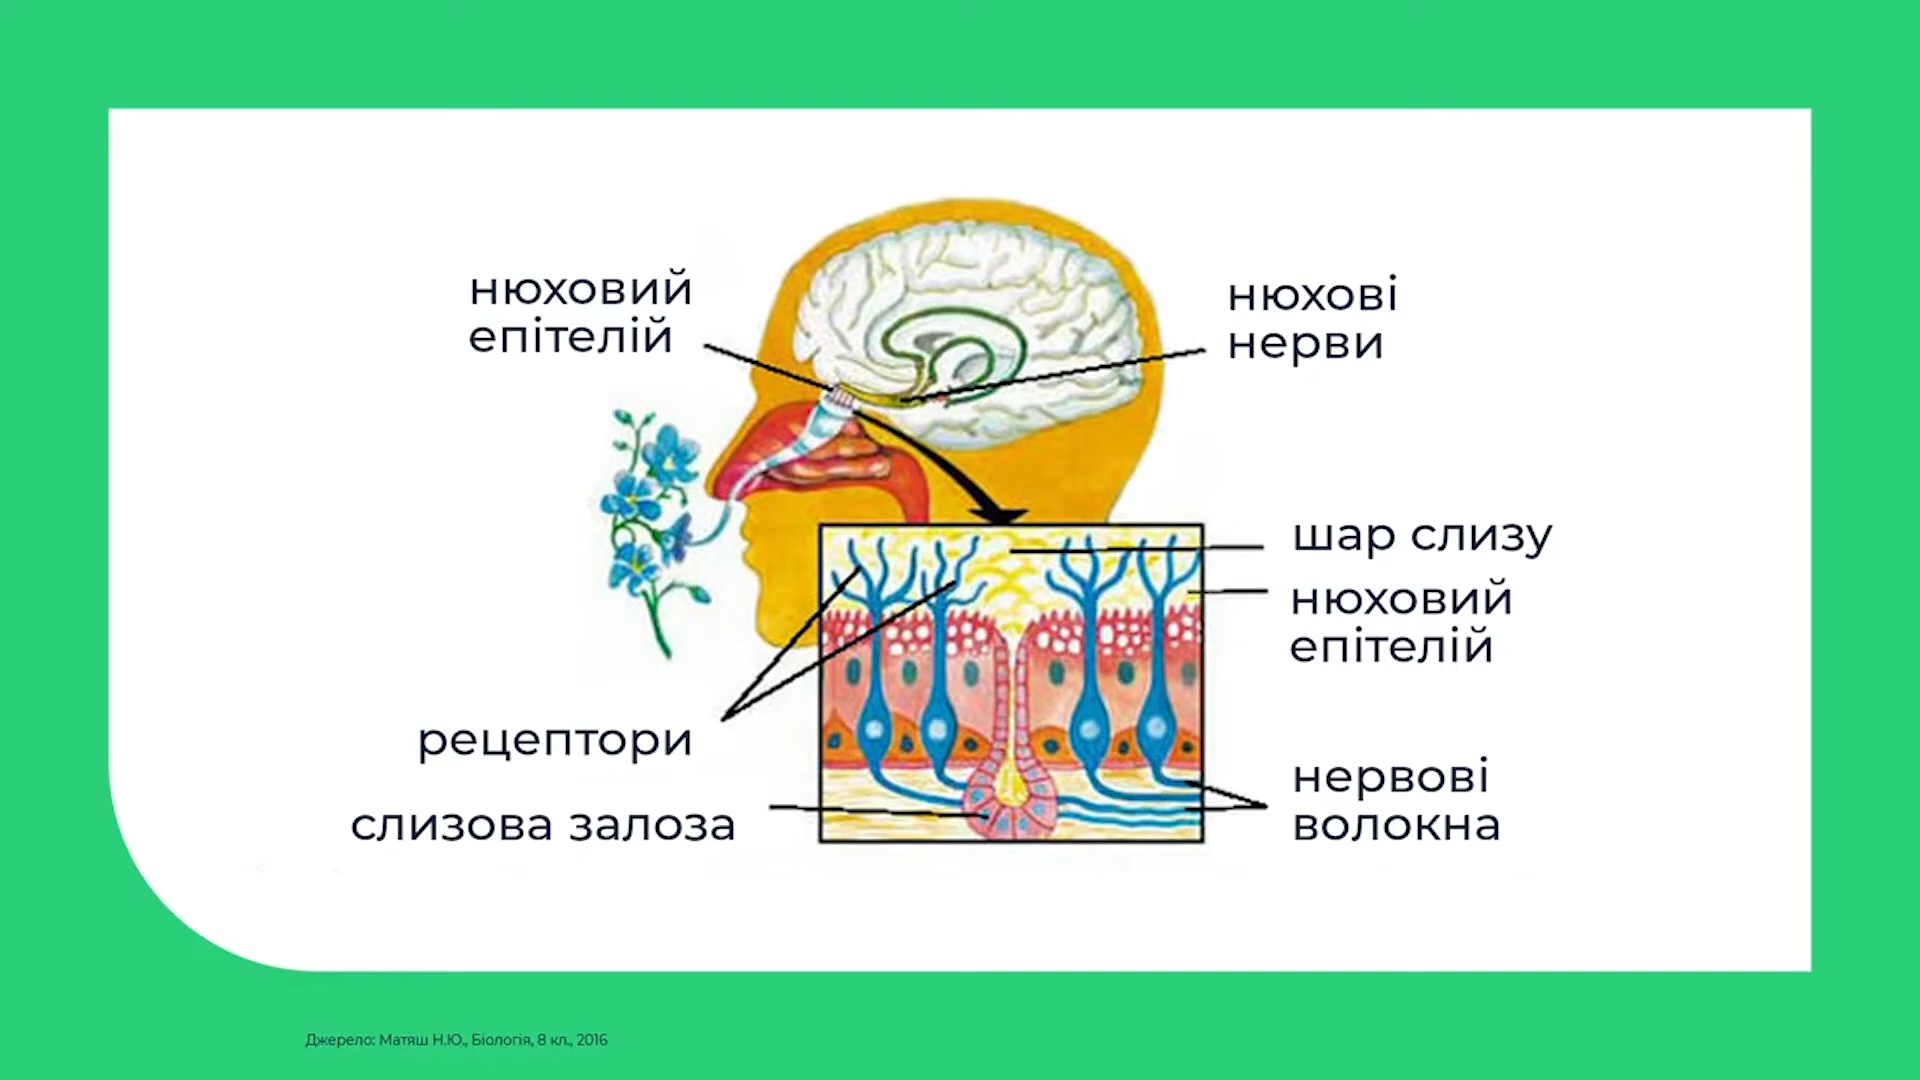 нюховий
епітелій
нюхові
нерви
шар слизу
нюховий
епітелій
рецептори
слизова залоза
нервові
волокна
Джерело: Матяш Н.Ю., Біологія, 8 кл., 2016